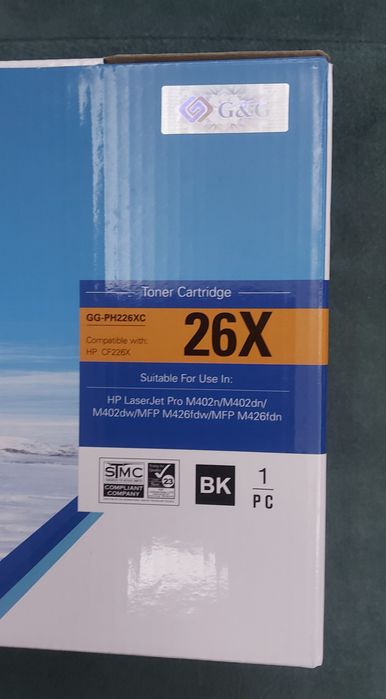 G&G
Toner Cartridge
GG-PH226XC
26X
Compatible with:
HP CF226X
Suitable For Use In:
HP LaserJet Pro M402n/M402dn/
M402dw/MFP M426fdw/MFP M426fdn
STMC
COMPLIANT
COMPANY
23
BK
1
PC